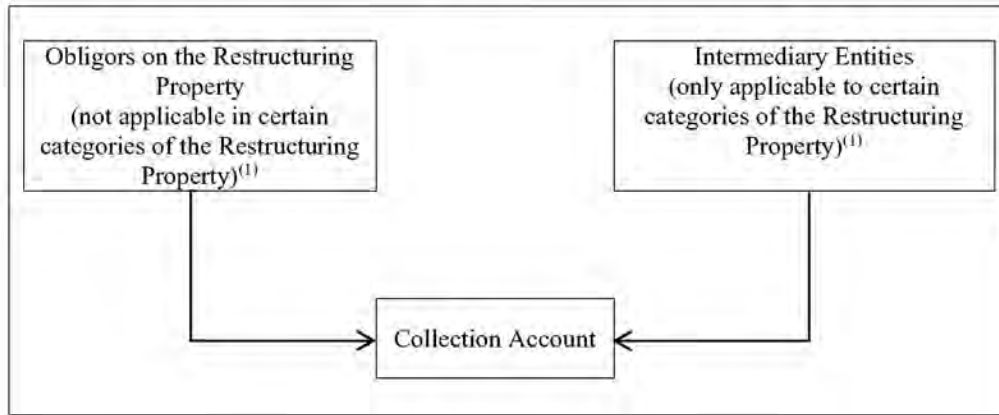 Obligors on the Restructuring
Property
(not applicable in certain
categories of the Restructuring
Property)(1)
Intermediary Entities
(only applicable to certain
categories of the Restructuring
Property)(1)
Collection Account